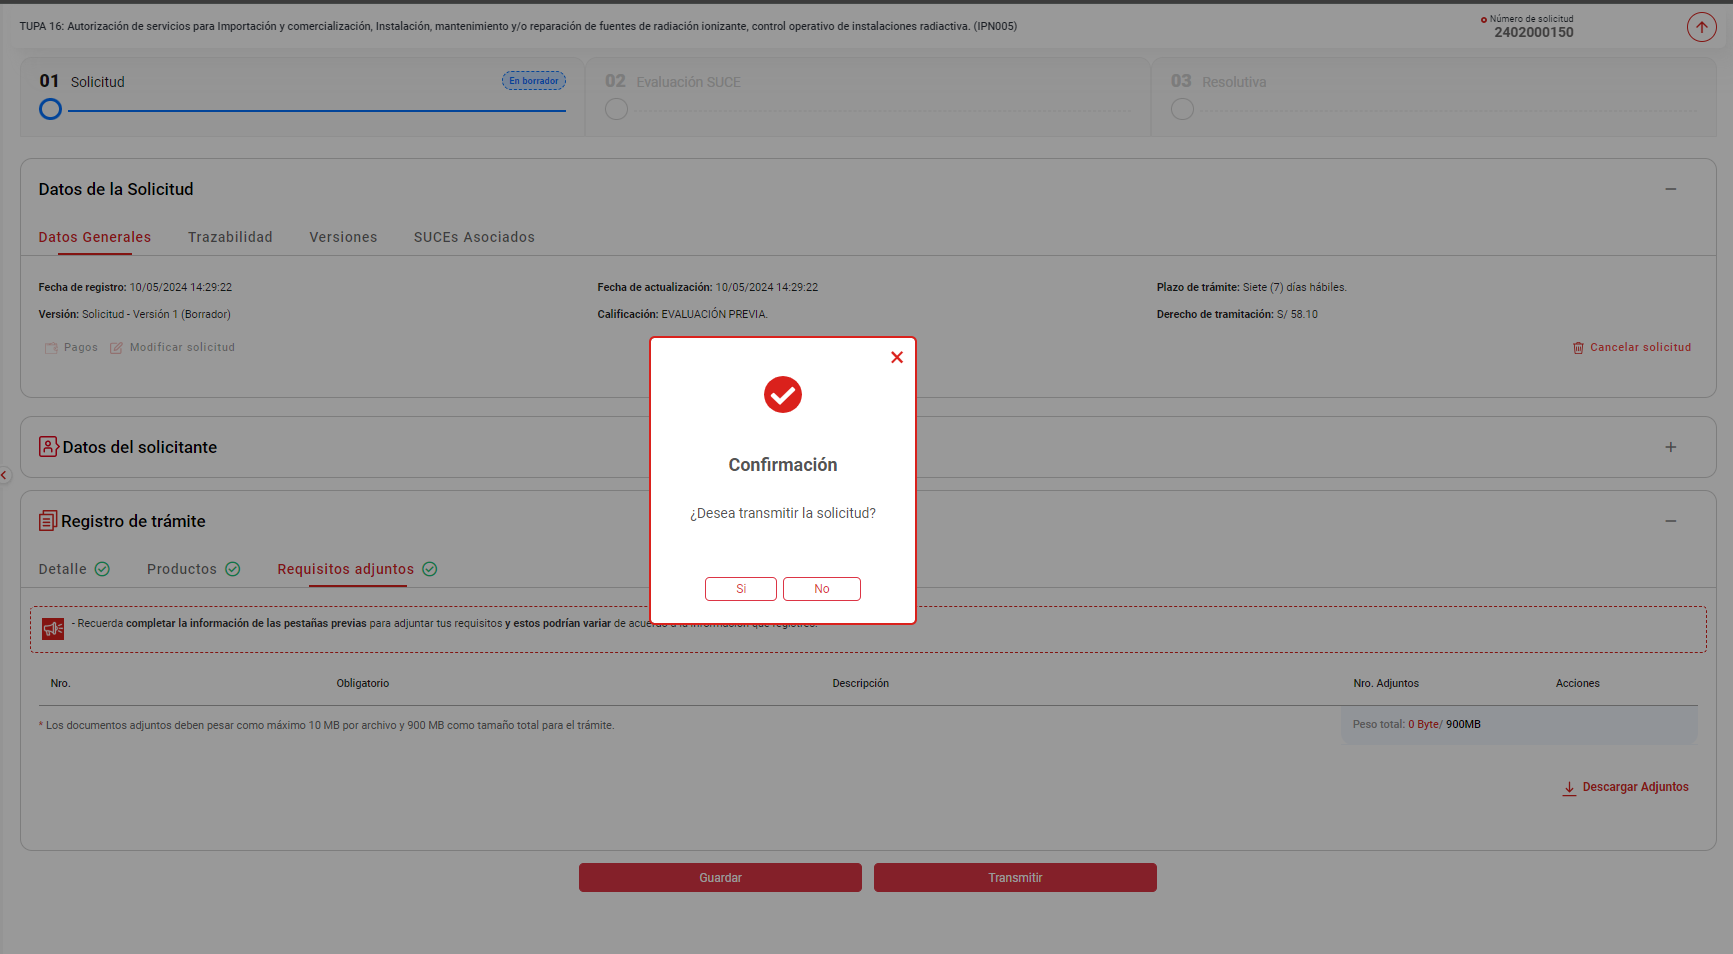 TUPA 16: Autorización de servicios para Importación y comercialización, Instalación, mantenimiento y/o reparación de fuentes de radiación ionizante, control operativo de instalaciones radiactiva. (IPN005)
Número de solicitud
2402000150
01 Solicitud
En borrador
02 Evaluación SUCE
03 Resolutiva
Datos de la Solicitud
Datos Generales Trazabilidad Versiones SUCEs Asociados
Fecha de registro: 10/05/2024 14:29:22 Fecha de actualización: 10/05/2024 14:29:22 Plazo de trámite: Siete (7) días hábiles.
Versión: Solicitud - Versión 1 (Borrador) Calificación: EVALUACIÓN PREVIA. Derecho de tramitación: S/ 58.10
Pagos Modificar solicitud Cancelar solicitud
Confirmación
¿Desea transmitir la solicitud?
Si No
Datos del solicitante
Registro de trámite
Detalle Productos Requisitos adjuntos
- Recuerda completar la información de las pestañas previas para adjuntar tus requisitos y estos podrían variar de
Nro. Obligatorio Descripción Nro. Adjuntos Acciones
* Los documentos adjuntos deben pesar como máximo 10 MB por archivo y 900 MB como tamaño total para el trámite.
Peso total: 0 Byte/ 900MB
Descargar Adjuntos
Guardar Transmitir